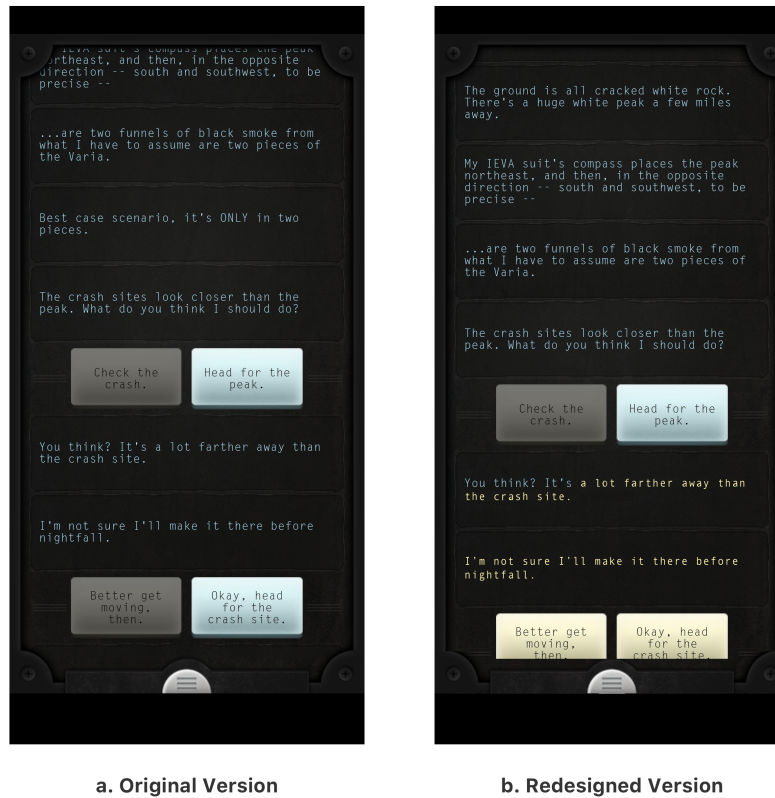 IEVA suit's compass places the peak
northeast, and then, in the opposite
direction -- south and southwest, to be
precise --
...are two funnels of black smoke from
what I have to assume are two pieces of
the Varia.
Best case scenario, it's ONLY in two
pieces.
The crash sites look closer than the
peak. What do you think I should do?
Check the
crash.
Head for the
peak.
You think? It's a lot farther away than
the crash site.
I'm not sure I'll make it there before
nightfall.
Better get
moving,
then.
Okay, head
for the
crash site.
a. Original Version
The ground is all cracked white rock.
There's a huge white peak a few miles
away.
My IEVA suit's compass places the peak
northeast, and then, in the opposite
direction -- south and southwest, to be
precise --
...are two funnels of black smoke from
what I have to assume are two pieces of
the Varia.
The crash sites look closer than the
peak. What do you think I should do?
Check the
crash.
Head for the
peak.
You think? It's a lot farther away than
the crash site.
I'm not sure I'll make it there before
nightfall.
Better get
moving,
then.
Okay, head
for the
crash site.
b. Redesigned Version